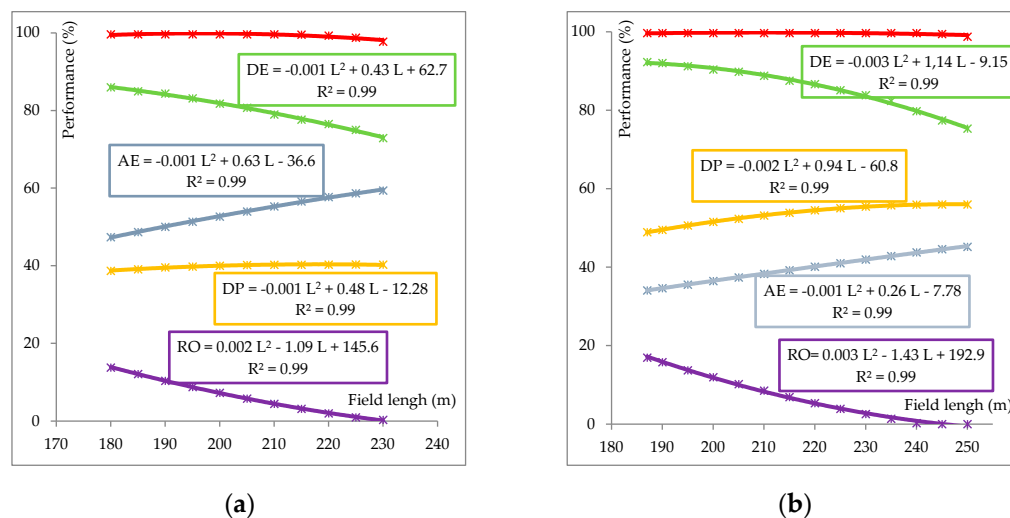 Performance (%)
100
80
60
40
20
0
DE = -0.001 L² + 0.43 L + 62.7
R² = 0.99
AE = -0.001 L² + 0.63 L - 36.6
R² = 0.99
DP = -0.001 L² + 0.48 L - 12.28
R² = 0.99
RO = 0.002 L² - 1.09 L + 145.6
R² = 0.99
Field lengh (m)
170 180 190 200 210 220 230 240
(a)
Performance (%)
100
80
60
40
20
0
DE = -0.003 L² + 1,14 L - 9.15
R² = 0.99
DP = -0.002 L² + 0.94 L - 60.8
R² = 0.99
AE = -0.001 L² + 0.26 L - 7.78
R² = 0.99
RO= 0.003 L² - 1.43 L + 192.9
R² = 0.99
Field lengh (m)
180 190 200 210 220 230 240 250
(b)